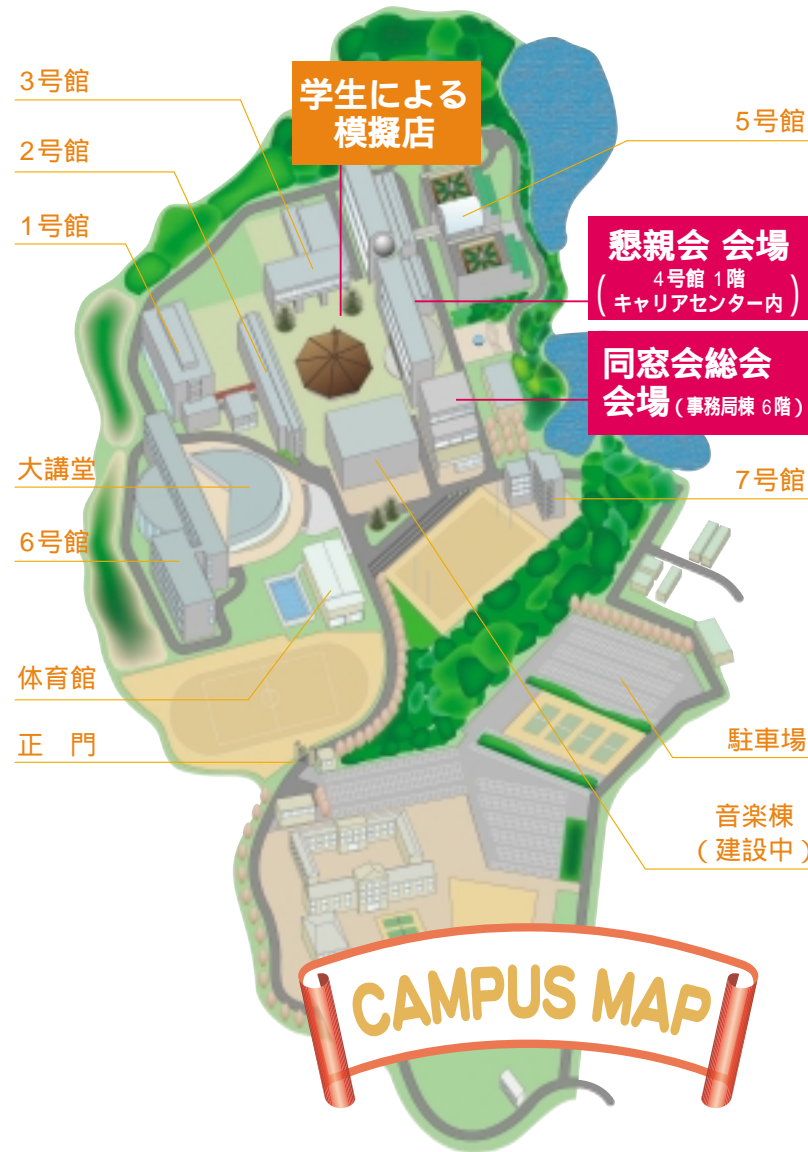 3号館
学生による
模擬店
5号館
2号館
1号館
懇親会 会場
(4号館 1階
キャリアセンター内)
同窓会総会
会場(事務局棟 6階)
大講堂
7号館
6号館
体育館
正 門
駐車場
音楽棟
(建設中)
CAMPUS MAP